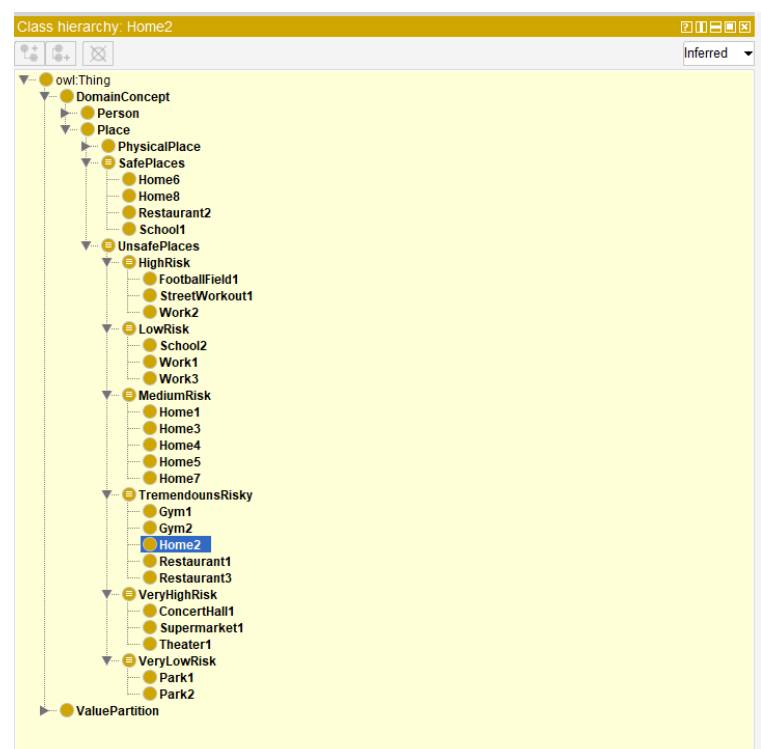 Class hierarchy: Home2
Inferred
owl:Thing
DomainConcept
Person
Place
PhysicalPlace
SafePlaces
Home6
Home8
Restaurant2
School1
UnsafePlaces
HighRisk
FootballField1
StreetWorkout1
Work2
LowRisk
School2
Work1
Work3
MediumRisk
Home1
Home3
Home4
Home5
Home7
TremendounsRisky
Gym1
Gym2
Home2
Restaurant1
Restaurant3
VeryHighRisk
ConcertHall1
Supermarket1
Theater1
VeryLowRisk
Park1
Park2
ValuePartition